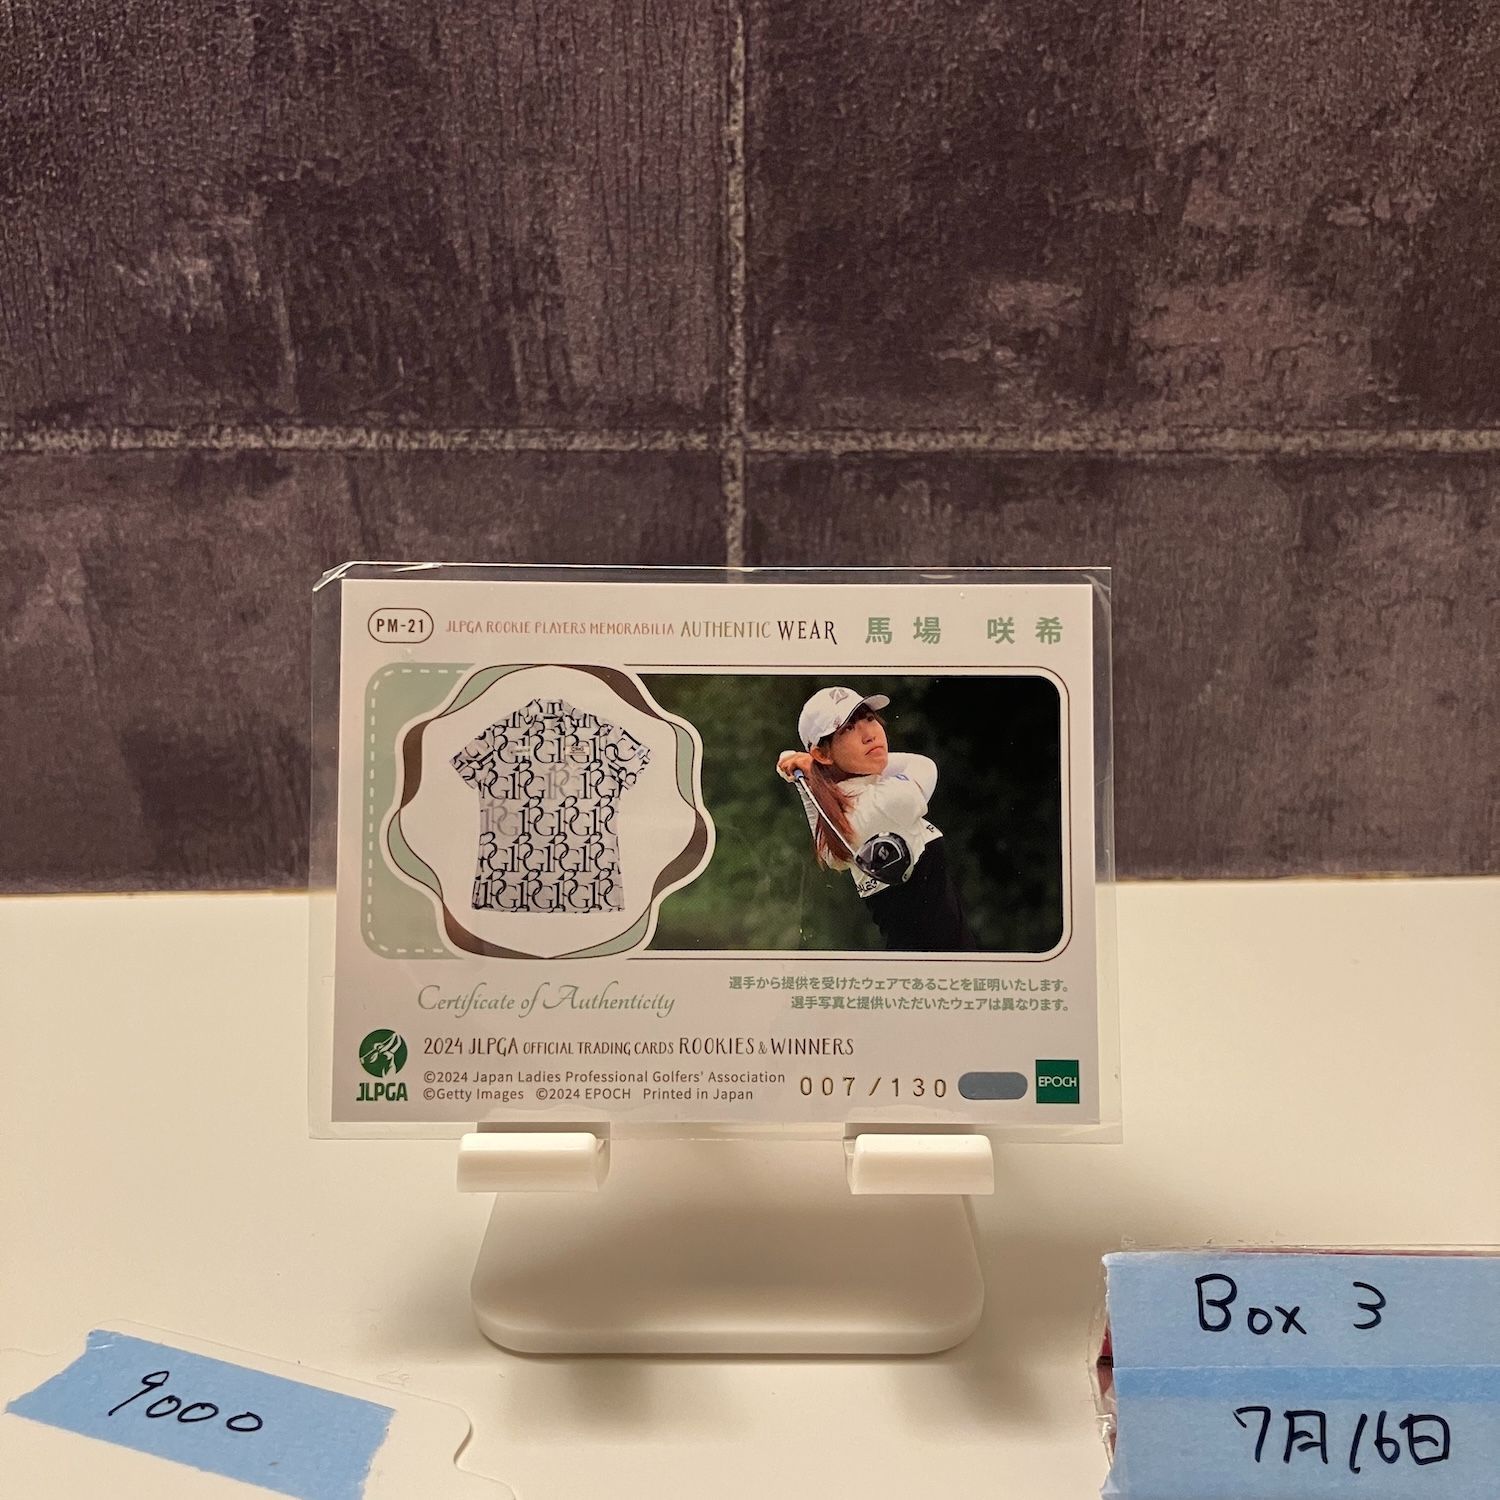 PM-21 JLPGA ROOKIE PLAYERS MEMORABILIA AUTHENTIC WEAR 馬場 咲希
Certificate of Authenticity
選手から提供を受けたウェアであることを証明いたします。
選手写真と提供いただいたウェアは異なります。
JLPGA
2024 JLPGA OFFICIAL TRADING CARDS ROOKIES & WINNERS
©2024 Japan Ladies Professional Golfers' Association
©Getty Images ©2024 EPOCH Printed in Japan
007/130
EPOCH
9000
Box 3
7月16日